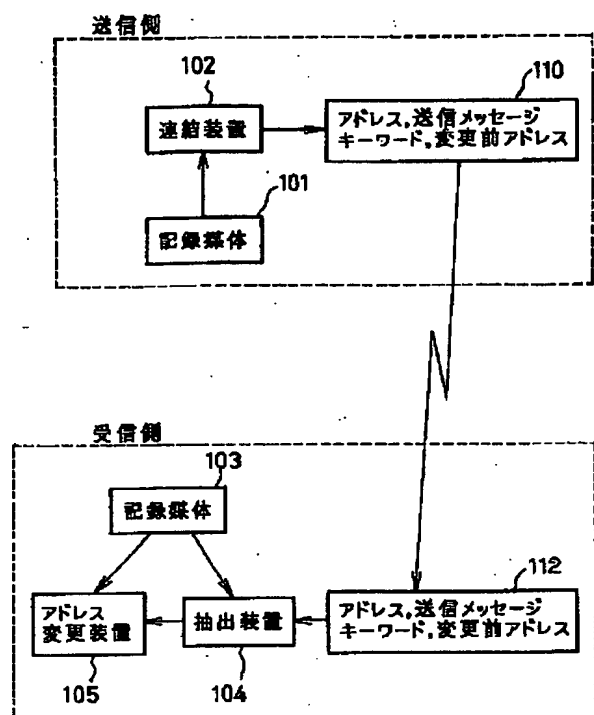 送信側
102
連結装置
101
記録媒体
110
アドレス,送信メッセージ
キーワード,変更前アドレス
受信側
103
記録媒体
アドレス
変更装置
105
抽出装置
104
112
アドレス,送信メッセージ
キーワード,変更前アドレス